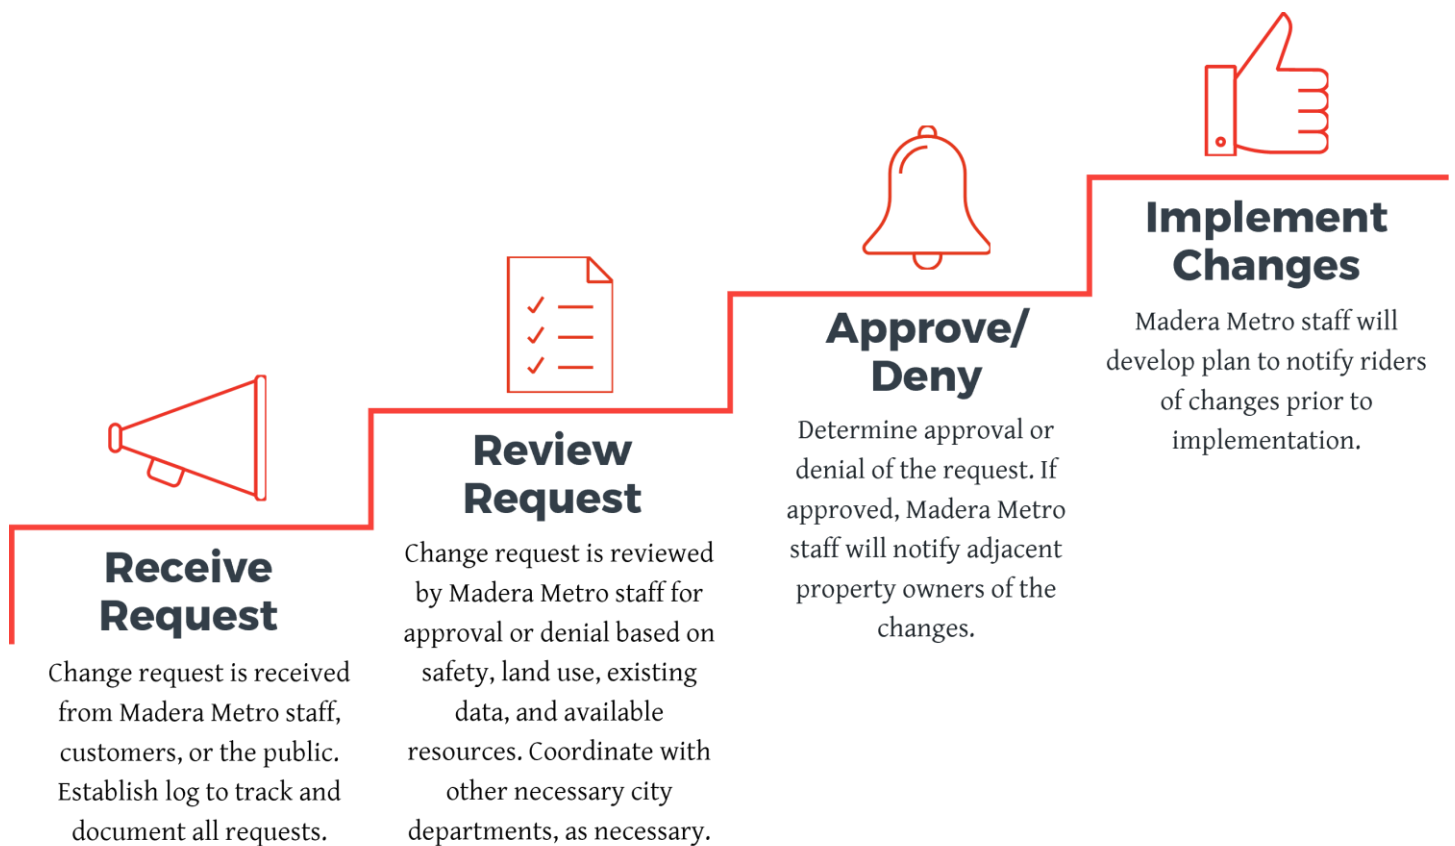 Receive
Request
Change request is received
from Madera Metro staff,
customers, or the public.
Establish log to track and
document all requests.
Review
Request
Change request is reviewed
by Madera Metro staff for
approval or denial based on
safety, land use, existing
data, and available
resources. Coordinate with
other necessary city
departments, as necessary.
Approve/
Deny
Determine approval or
denial of the request. If
approved, Madera Metro
staff will notify adjacent
property owners of the
changes.
Implement
Changes
Madera Metro staff will
develop plan to notify riders
of changes prior to
implementation.